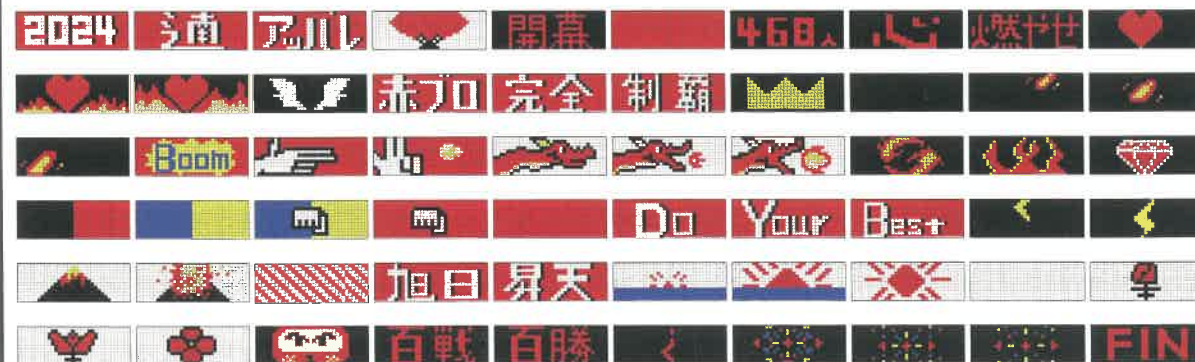 2024 通南 アッパレ 開幕 468人 燃やせ
赤ブロ 完全 制覇
Boom
Do Your Best
旭日 昇天
百戦 百勝 FIN